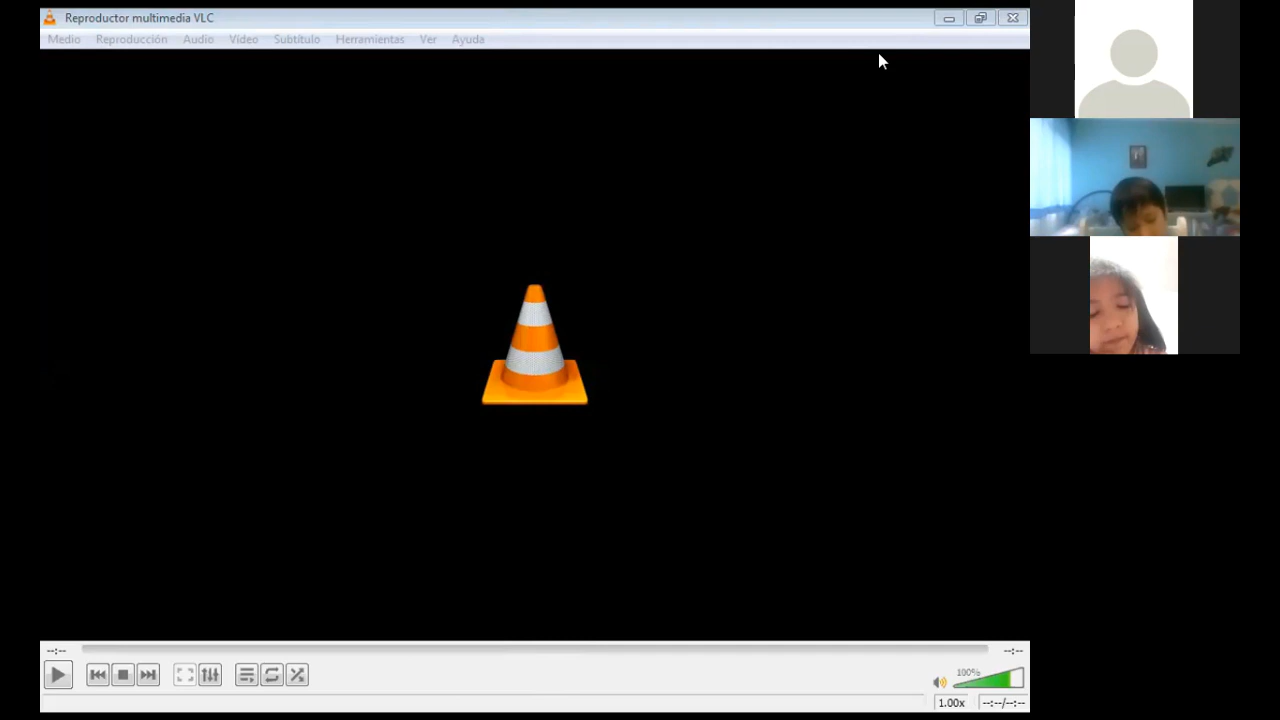 Reproductor multimedia VLC
Medio Reproducción Audio Vídeo Subtítulo Herramientas Ver Ayuda
--:-- --:--
100%
1.00x --:--/--:--